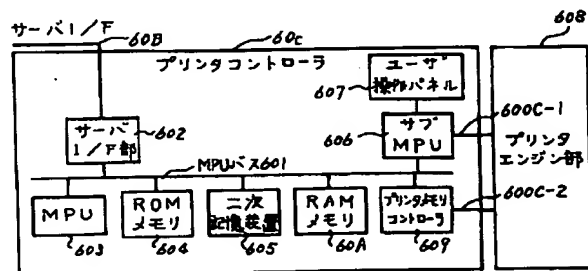 サーバI/F
60B
60C
608
プリンタコントローラ
607
ユーザ
操作パネル
サーバ
I/F部
602
606
サブ
MPU
600C-1
プリンタ
エンジン部
MPUバス601
600C-2
MPU
ROM
メモリ
二次
記憶装置
RAM
メモリ
プリンタメモリ
コントローラ
603
604
605
60A
609